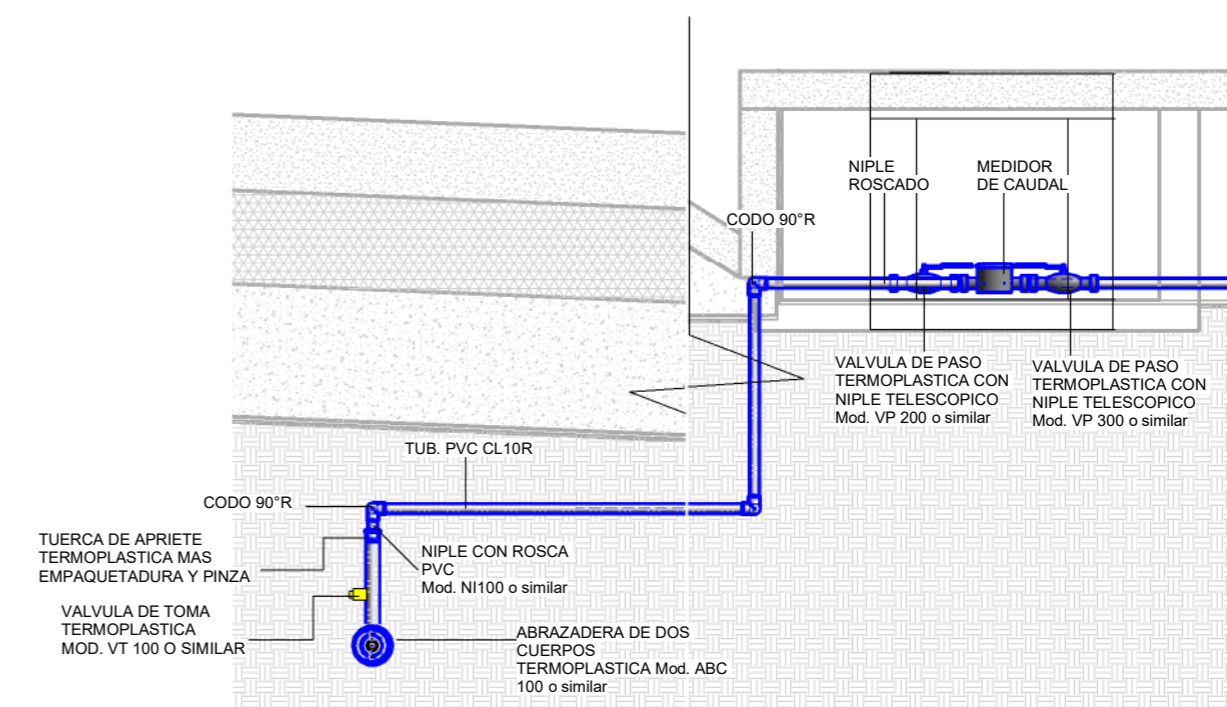 NIPLE
ROSCADO
MEDIDOR
DE CAUDAL
CODO 90°R
VALVULA DE PASO
TERMOPLASTICA CON
NIPLE TELESCOPICO
Mod. VP 200 o similar
VALVULA DE PASO
TERMOPLASTICA CON
NIPLE TELESCOPICO
Mod. VP 300 o similar
TUB. PVC CL10R
CODO 90°R
TUERCA DE APRIETE
TERMOPLASTICA MAS
EMPAQUETADURA Y PINZA
NIPLE CON ROSCA
PVC
Mod. NI100 o similar
VALVULA DE TOMA
TERMOPLASTICA
MOD. VT 100 O SIMILAR
ABRAZADERA DE DOS
CUERPOS
TERMOPLASTICA Mod. ABC
100 o similar